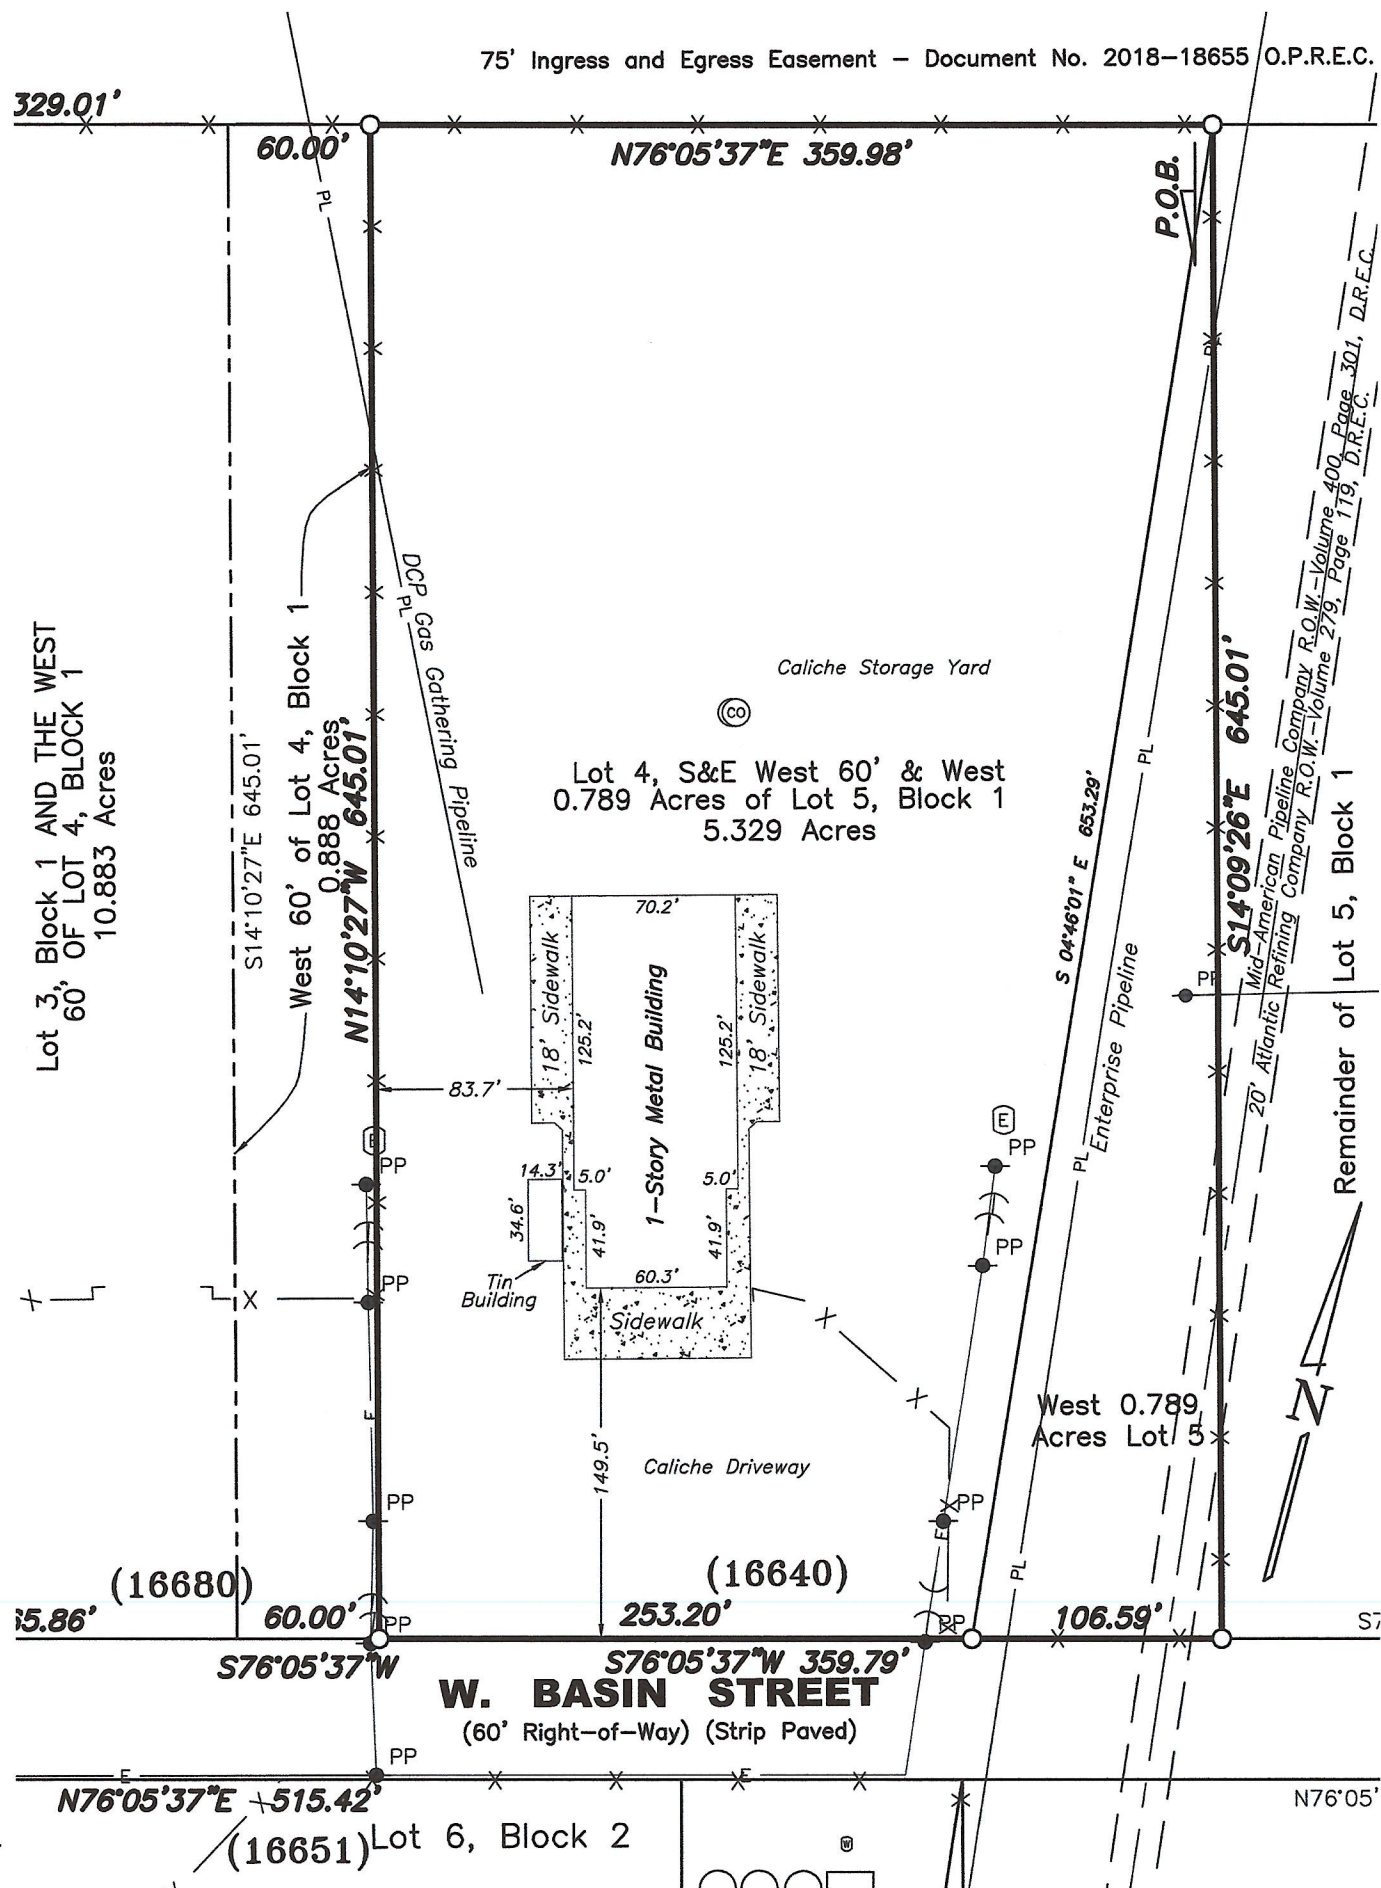 75' Ingress and Egress Easement – Document No. 2018–18655 O.P.R.E.C.
329.01'
60.00'
N76°05'37"E 359.98'
P.O.B.
PL
PL
DCP Gas Gathering Pipeline
PL
Lot 3, Block 1 AND THE WEST
60' OF LOT 4, BLOCK 1
10.883 Acres
S14°10'27"E 645.01'
West 60' of Lot 4, Block 1
0.888 Acres
N14°10'27"W 645.01'
Caliche Storage Yard
CO
Lot 4, S&E West 60' & West
0.789 Acres of Lot 5, Block 1
5.329 Acres
S 04°46'01" E 653.29'
PL
Enterprise Pipeline
PL
PL
S14°09'26"E 645.01'
Mid–American Pipeline Company R.O.W.–Volume 400, Page 301, D.R.E.C.
20' Atlantic Refining Company R.O.W.–Volume 279, Page 119, D.R.E.C.
Remainder of Lot 5, Block 1
70.2'
18' Sidewalk
125.2'
1–Story Metal Building
125.2'
18' Sidewalk
83.7'
PP
E
PP
E
PP
14.3'
5.0'
5.0'
34.6'
41.9'
41.9'
60.3'
Tin
Building
Sidewalk
PP
PP
X
N
West 0.789
Acres Lot 5
149.5'
Caliche Driveway
E
PP
PP
E
(16680)
(16640)
60.00'
PP
253.20'
PP
106.59'
S76°05'37"W
S76°05'37"W 359.79'
W. BASIN STREET
(60' Right–of–Way) (Strip Paved)
PP
E
E
N76°05'37"E 515.42'
N76°05'
(16651)
Lot 6, Block 2
W